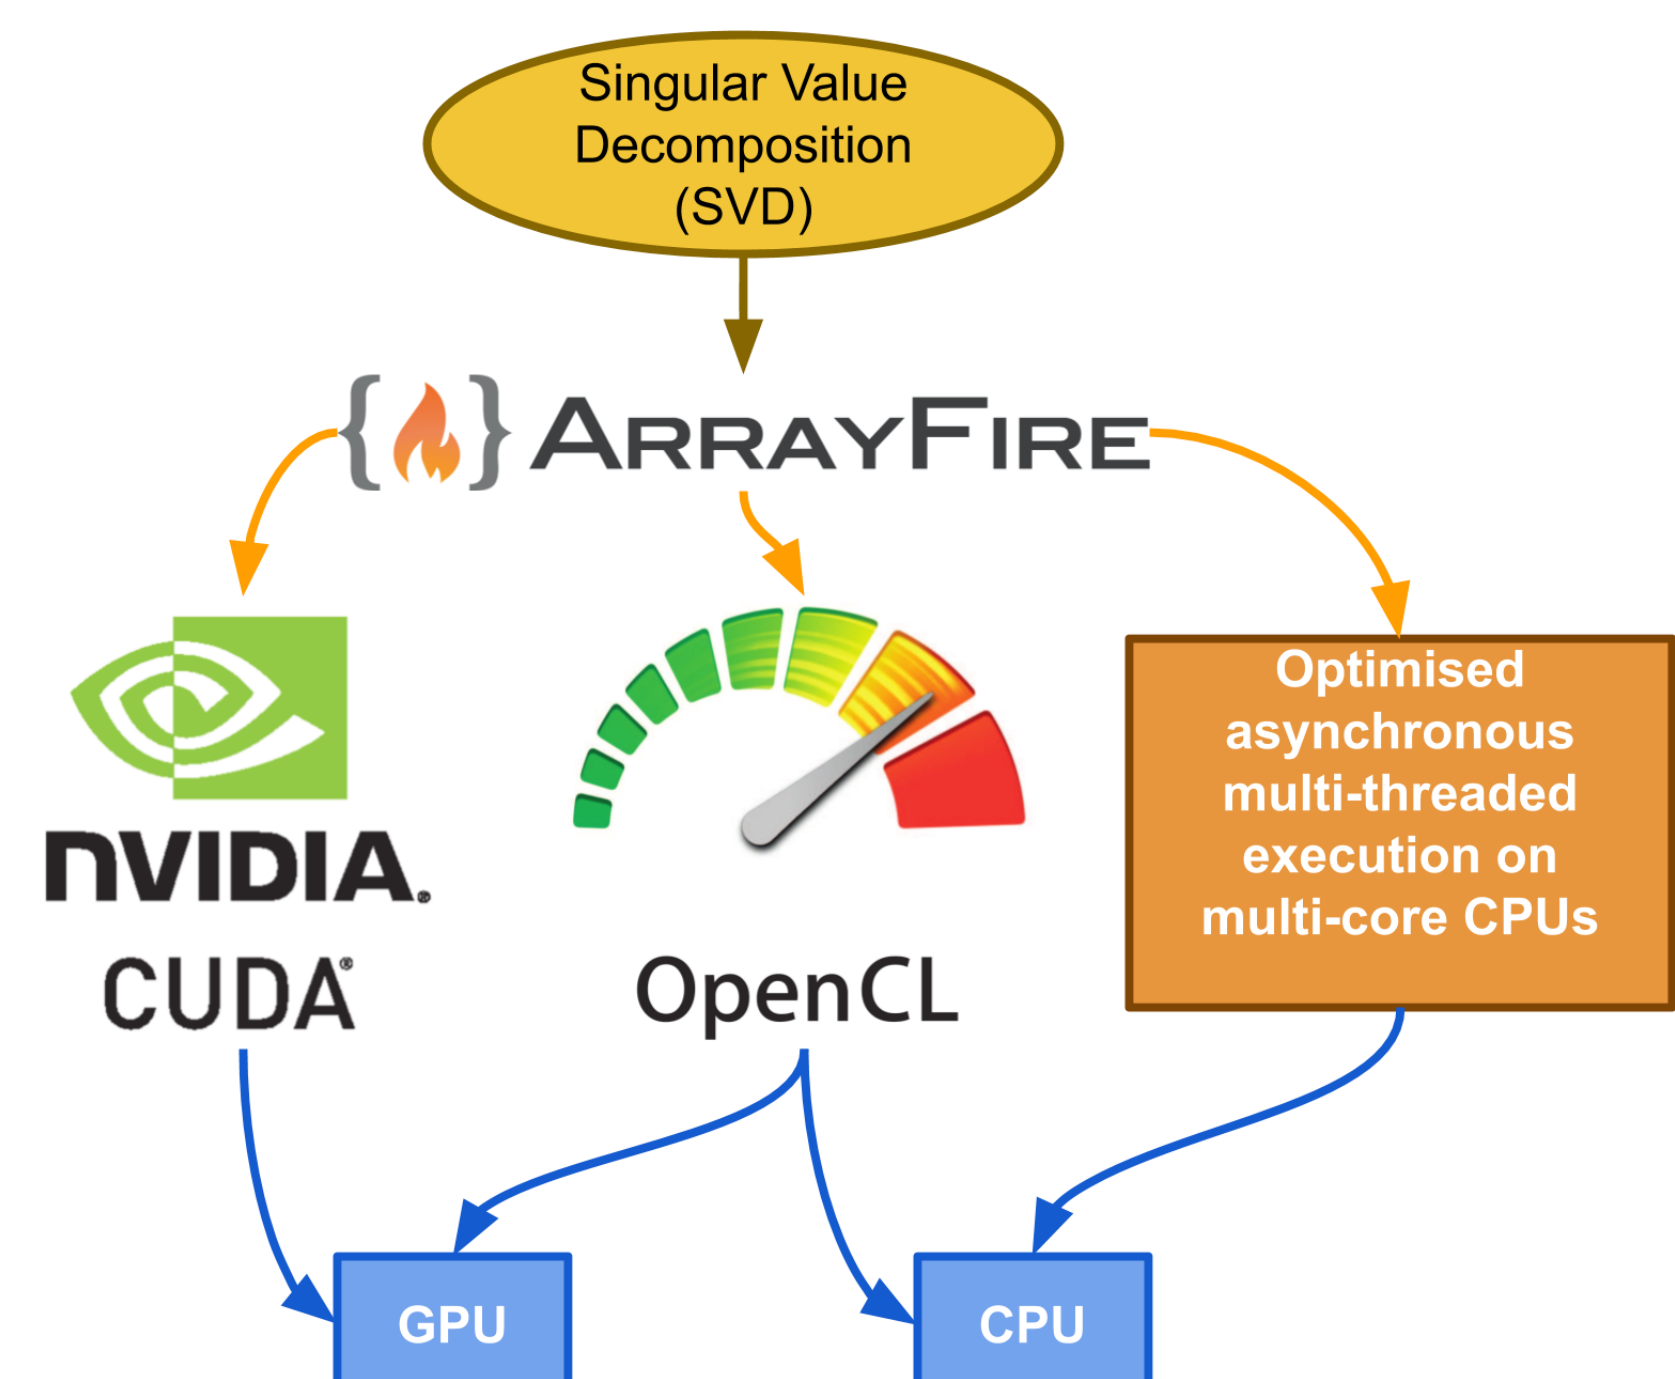 Singular Value
Decomposition
(SVD)
{ } ARRAYFIRE
NVIDIA®
CUDA®
OpenCL
Optimised
asynchronous
multi-threaded
execution on
multi-core CPUs
GPU
CPU